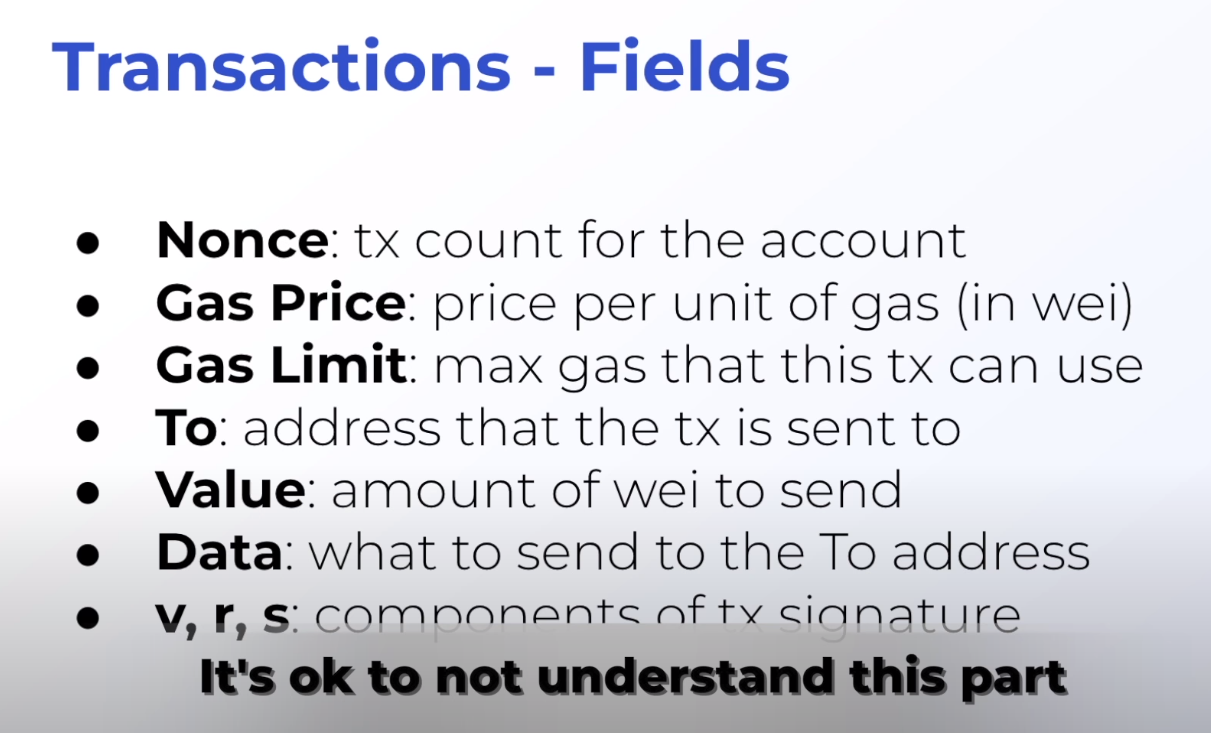 Transactions - Fields
● Nonce: tx count for the account
● Gas Price: price per unit of gas (in wei)
● Gas Limit: max gas that this tx can use
● To: address that the tx is sent to
● Value: amount of wei to send
● Data: what to send to the To address
● v, r, s: components of tx signature
It's ok to not understand this part